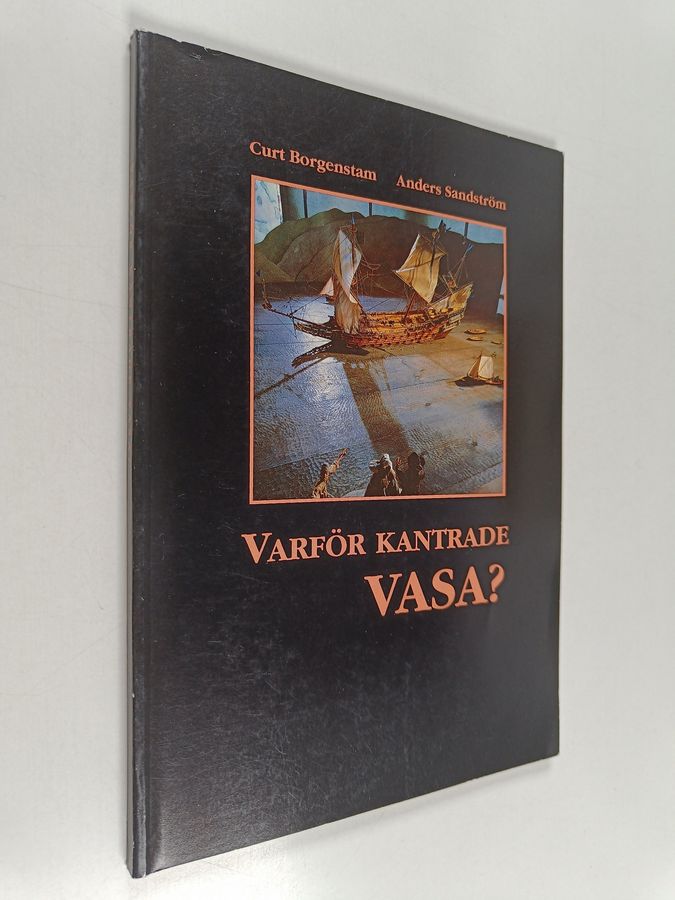 Curt Borgenstam Anders Sandström
VARFÖR KANTRADE
VASA?